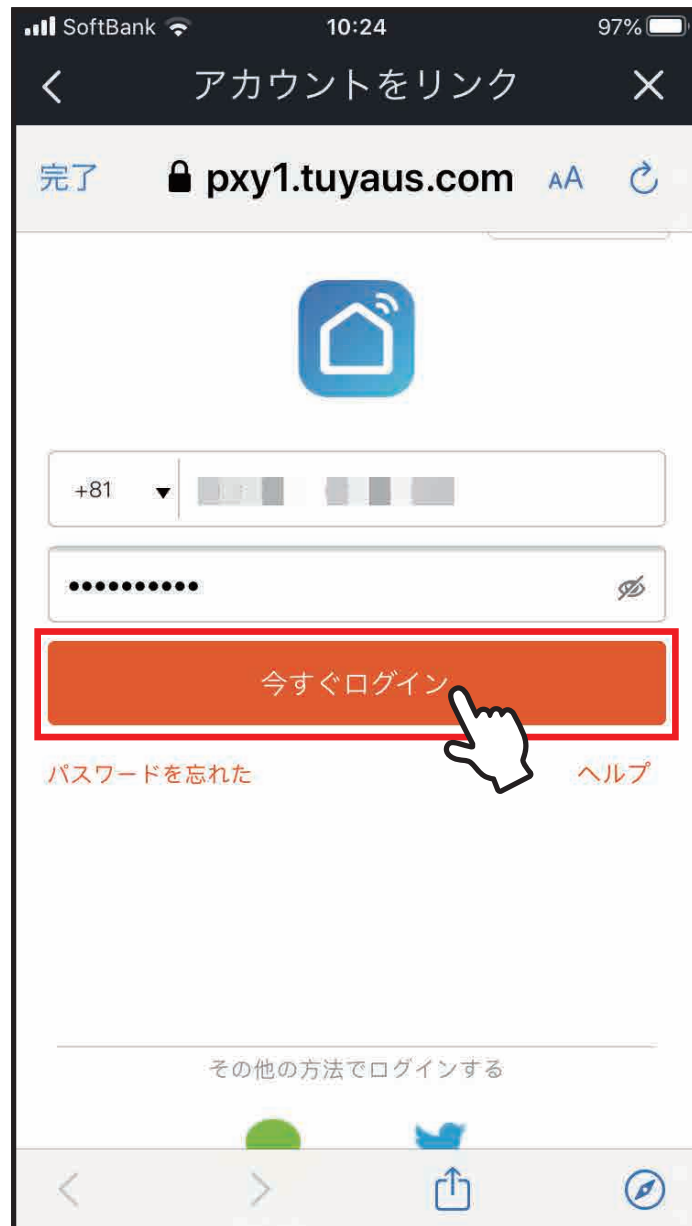 SoftBank 10:24 97%
アカウントをリンク
完了 pxy1.tuyaus.com AA
+81
••••••••••
今すぐログイン
パスワードを忘れた ヘルプ
その他の方法でログインする